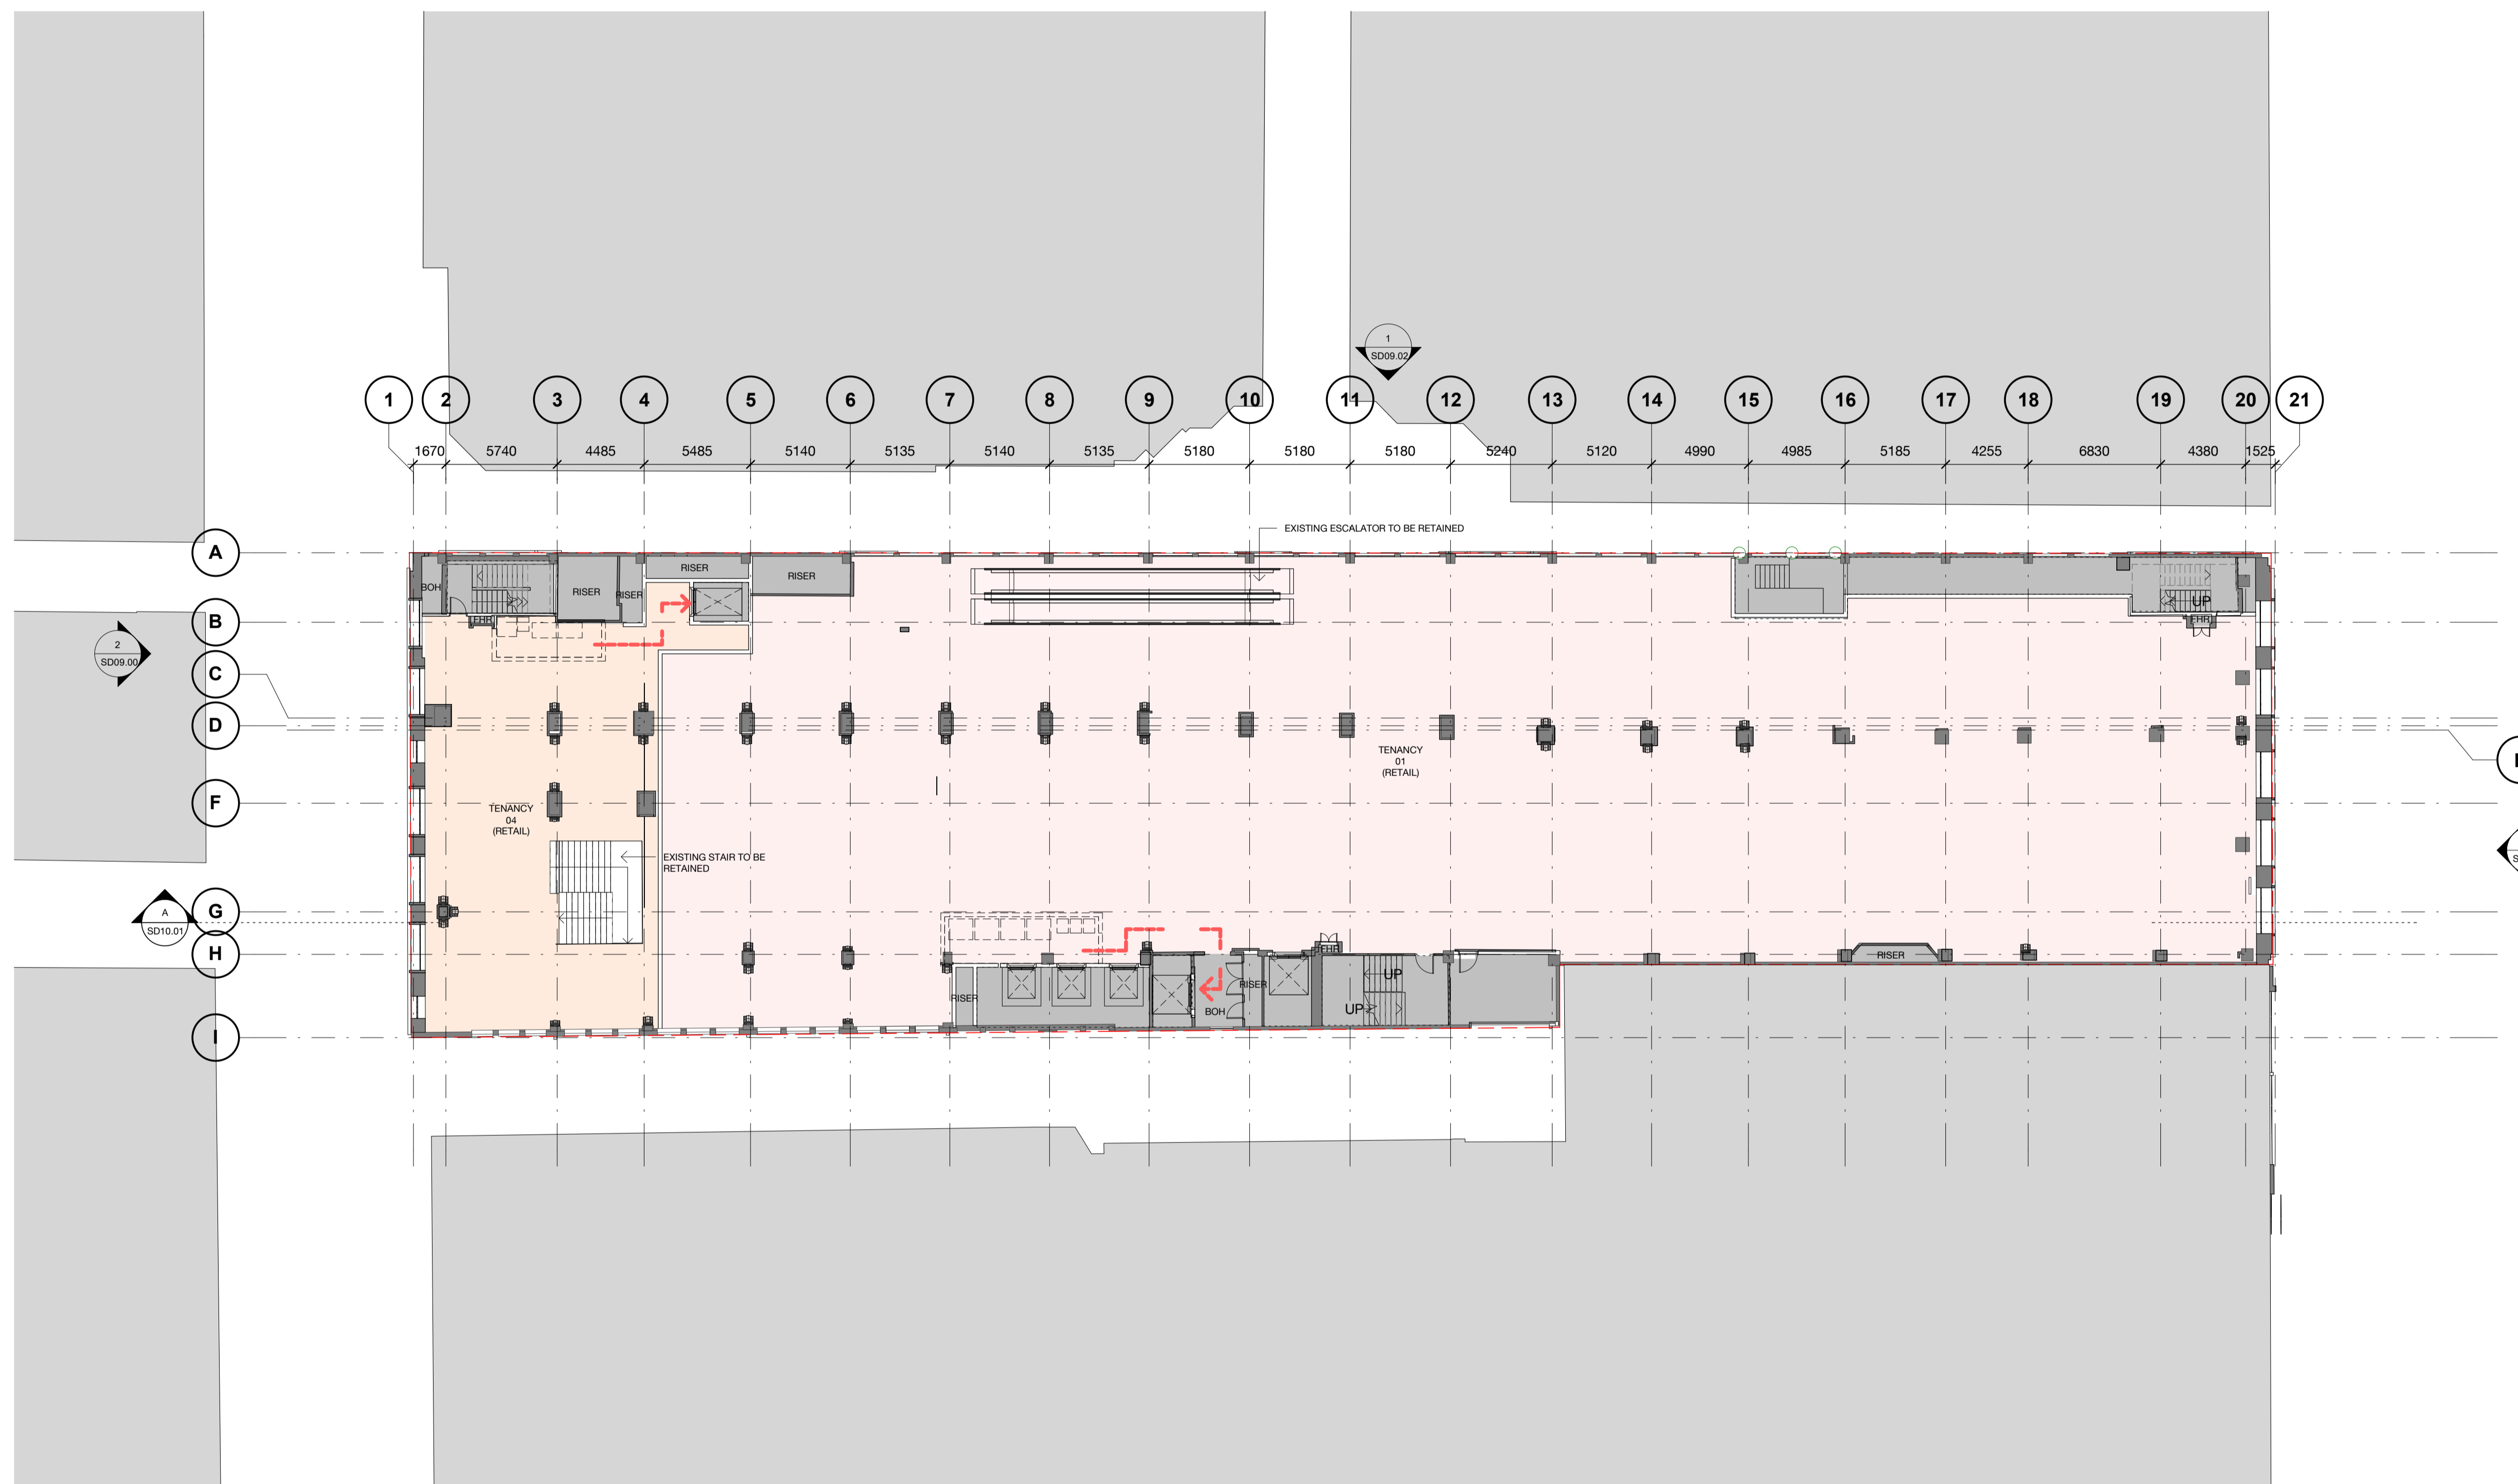 1
SD09.02
1 2 3 4 5 6 7 8 9 10 11 12 13 14 15 16 17 18 19 20 21
1670 5740 4485 5485 5140 5135 5140 5135 5180 5180 5180 5240 5120 4990 4985 5185 4255 6830 4380 1525
EXISTING ESCALATOR TO BE RETAINED
A
RISER
RISER
BOH
RISER
RISER
UP
B
FHR
FHR
2
SD09.00
C
D
TENANCY
01
(RETAIL)
F
TENANCY
04
(RETAIL)
EXISTING STAIR TO BE
RETAINED
A
SD10.01
G
H
FHR
RISER
UP
RISER
RISER
UP
BOH
I